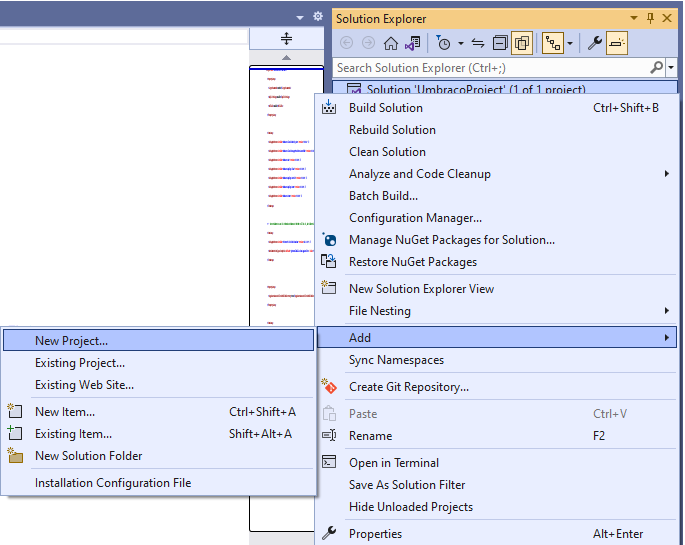 Solution Explorer
Search Solution Explorer (Ctrl+;)
Solution 'UmbracoProject' (1 of 1 project)
Build Solution Ctrl+Shift+B
Rebuild Solution
Clean Solution
Analyze and Code Cleanup
Batch Build...
Configuration Manager...
Manage NuGet Packages for Solution...
Restore NuGet Packages
New Solution Explorer View
File Nesting
Add
Sync Namespaces
Create Git Repository...
Paste Ctrl+V
Rename F2
Open in Terminal
Save As Solution Filter
Hide Unloaded Projects
Properties Alt+Enter
New Project...
Existing Project...
Existing Web Site...
New Item... Ctrl+Shift+A
Existing Item... Shift+Alt+A
New Solution Folder
Installation Configuration File